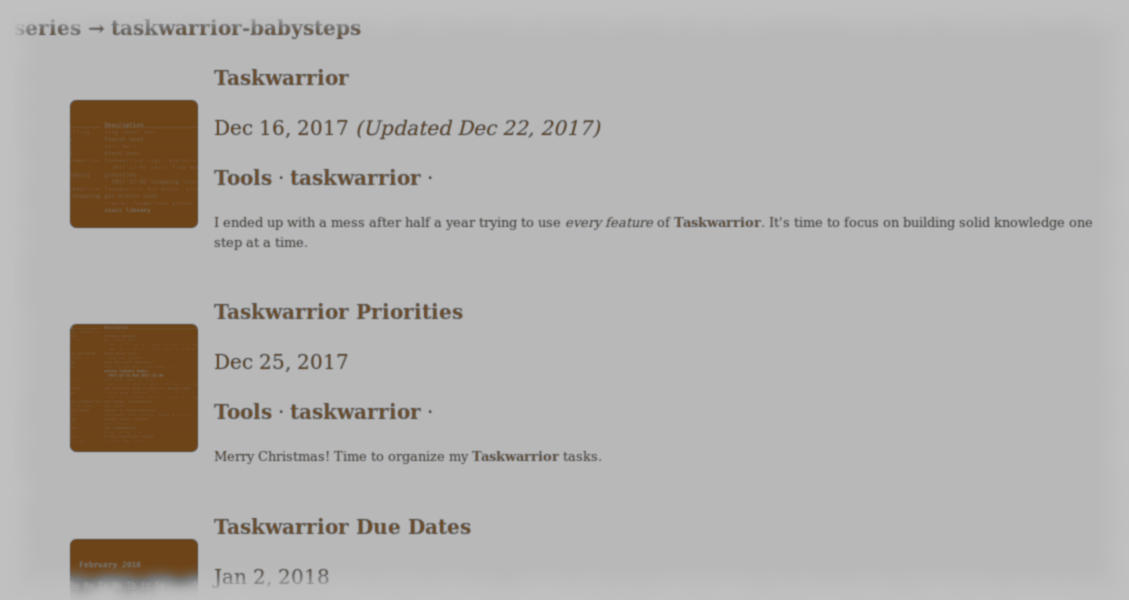 series → taskwarrior-babysteps
Taskwarrior
Dec 16, 2017 (Updated Dec 22, 2017)
Tools · taskwarrior ·
I ended up with a mess after half a year trying to use every feature of Taskwarrior. It's time to focus on building solid knowledge one
step at a time.
Taskwarrior Priorities
Dec 25, 2017
Tools · taskwarrior ·
Merry Christmas! Time to organize my Taskwarrior tasks.
Taskwarrior Due Dates
February 2018
Jan 2, 2018